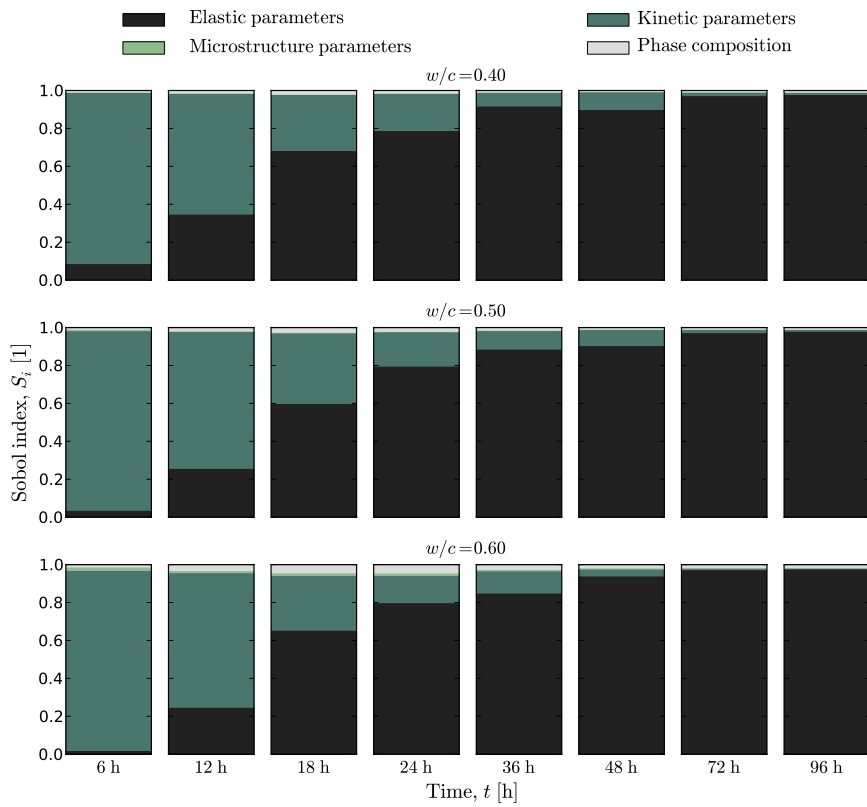 Elastic parameters
Kinetic parameters
Microstructure parameters
Phase composition
w/c=0.40
1.0
0.8
0.6
0.4
0.2
0.0
w/c=0.50
1.0
0.8
0.6
0.4
0.2
0.0
Sobol index, S_i [1]
w/c=0.60
1.0
0.8
0.6
0.4
0.2
0.0
6 h 12 h 18 h 24 h 36 h 48 h 72 h 96 h
Time, t [h]